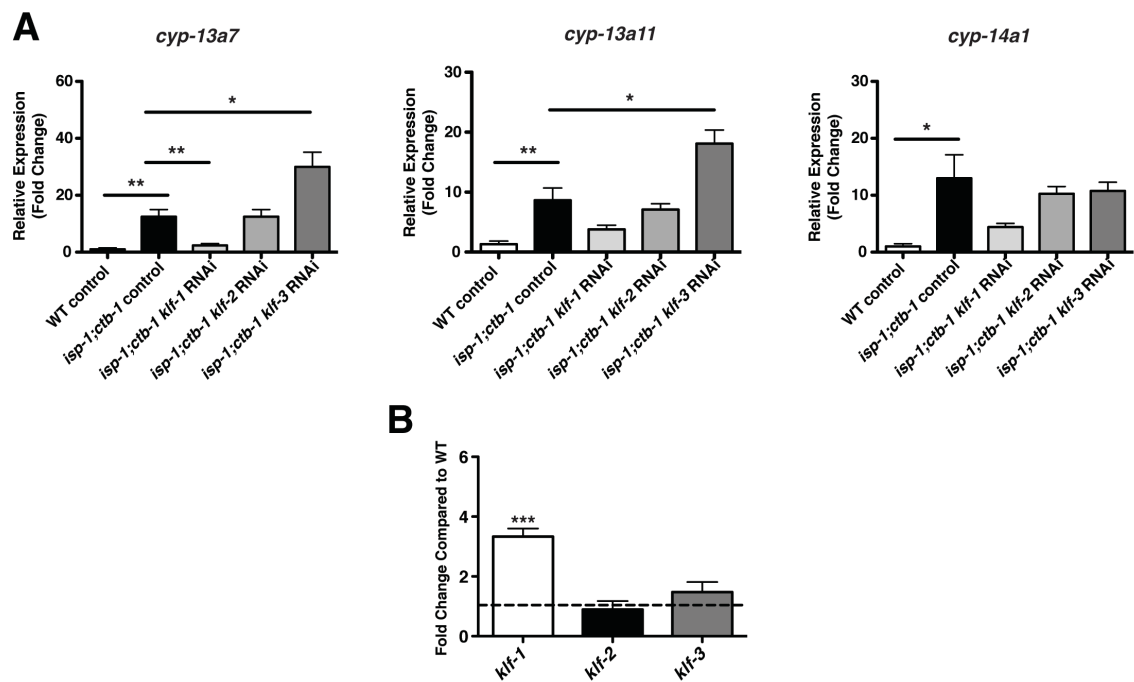 A
cyp-13a7
Relative Expression
(Fold Change)
60
40
20
0
**
**
*
WT control
isp-1;ctb-1 control
isp-1;ctb-1 klf-1 RNAi
isp-1;ctb-1 klf-2 RNAi
isp-1;ctb-1 klf-3 RNAi
cyp-13a11
Relative Expression
(Fold Change)
30
20
10
0
**
*
WT control
isp-1;ctb-1 control
isp-1;ctb-1 klf-1 RNAi
isp-1;ctb-1 klf-2 RNAi
isp-1;ctb-1 klf-3 RNAi
cyp-14a1
Relative Expression
(Fold Change)
30
20
10
0
*
WT control
isp-1;ctb-1 control
isp-1;ctb-1 klf-1 RNAi
isp-1;ctb-1 klf-2 RNAi
isp-1;ctb-1 klf-3 RNAi
B
Fold Change Compared to WT
6
4
2
0
***
klf-1
klf-2
klf-3